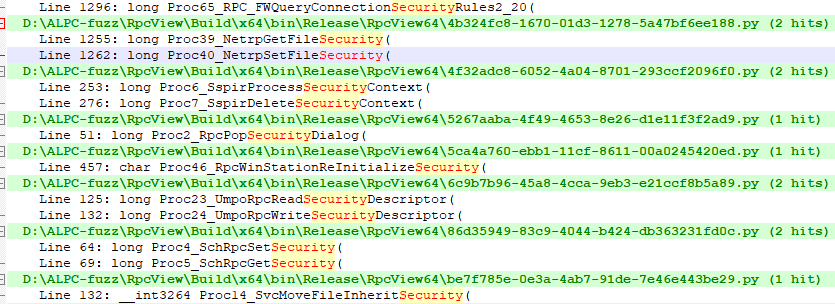 Line 1296: long Proc65_RPC_FWQueryConnectionSecurityRules2_20(
D:\ALPC-fuzz\RpcView\Build\x64\bin\Release\RpcView64\4b324fc8-1670-01d3-1278-5a47bf6ee188.py (2 hits)
Line 1255: long Proc39_NetrpGetFileSecurity(
Line 1262: long Proc40_NetrpSetFileSecurity(
D:\ALPC-fuzz\RpcView\Build\x64\bin\Release\RpcView64\4f32adc8-6052-4a04-8701-293ccf2096f0.py (2 hits)
Line 253: long Proc6_SspirProcessSecurityContext(
Line 276: long Proc7_SspirDeleteSecurityContext(
D:\ALPC-fuzz\RpcView\Build\x64\bin\Release\RpcView64\5267aaba-4f49-4653-8e26-d1e11f3f2ad9.py (1 hit)
Line 51: long Proc2_RpcPopSecurityDialog(
D:\ALPC-fuzz\RpcView\Build\x64\bin\Release\RpcView64\5ca4a760-ebb1-11cf-8611-00a0245420ed.py (1 hit)
Line 457: char Proc46_RpcWinStationReInitializeSecurity(
D:\ALPC-fuzz\RpcView\Build\x64\bin\Release\RpcView64\6c9b7b96-45a8-4cca-9eb3-e21ccf8b5a89.py (2 hits)
Line 125: long Proc23_UmpoRpcReadSecurityDescriptor(
Line 132: long Proc24_UmpoRpcWriteSecurityDescriptor(
D:\ALPC-fuzz\RpcView\Build\x64\bin\Release\RpcView64\86d35949-83c9-4044-b424-db363231fd0c.py (2 hits)
Line 64: long Proc4_SchRpcSetSecurity(
Line 69: long Proc5_SchRpcGetSecurity(
D:\ALPC-fuzz\RpcView\Build\x64\bin\Release\RpcView64\be7f785e-0e3a-4ab7-91de-7e46e443be29.py (1 hit)
Line 132: __int3264 Proc14_SvcMoveFileInheritSecurity(